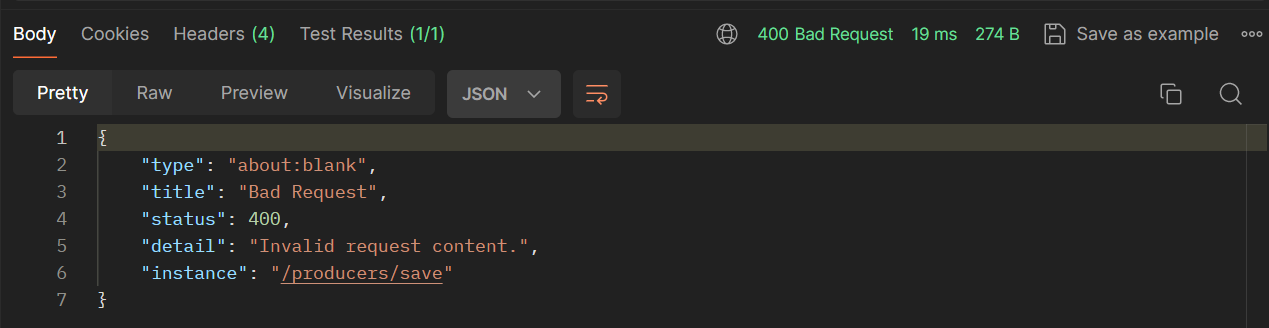 Body Cookies Headers (4) Test Results (1/1) 400 Bad Request 19 ms 274 B Save as example
Pretty Raw Preview Visualize JSON
1 {
2 "type": "about:blank",
3 "title": "Bad Request",
4 "status": 400,
5 "detail": "Invalid request content.",
6 "instance": "/producers/save"
7 }